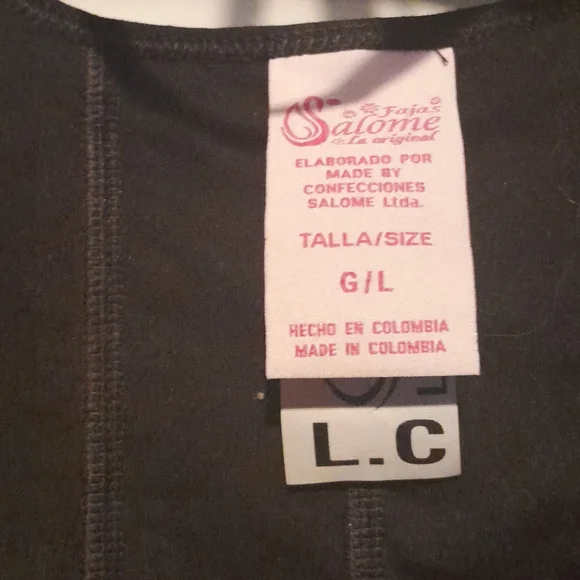 Fajas
Salome
La original
ELABORADO POR
MADE BY
CONFECCIONES
SALOME Ltda.
TALLA/SIZE
G/L
HECHO EN COLOMBIA
MADE IN COLOMBIA
L.C